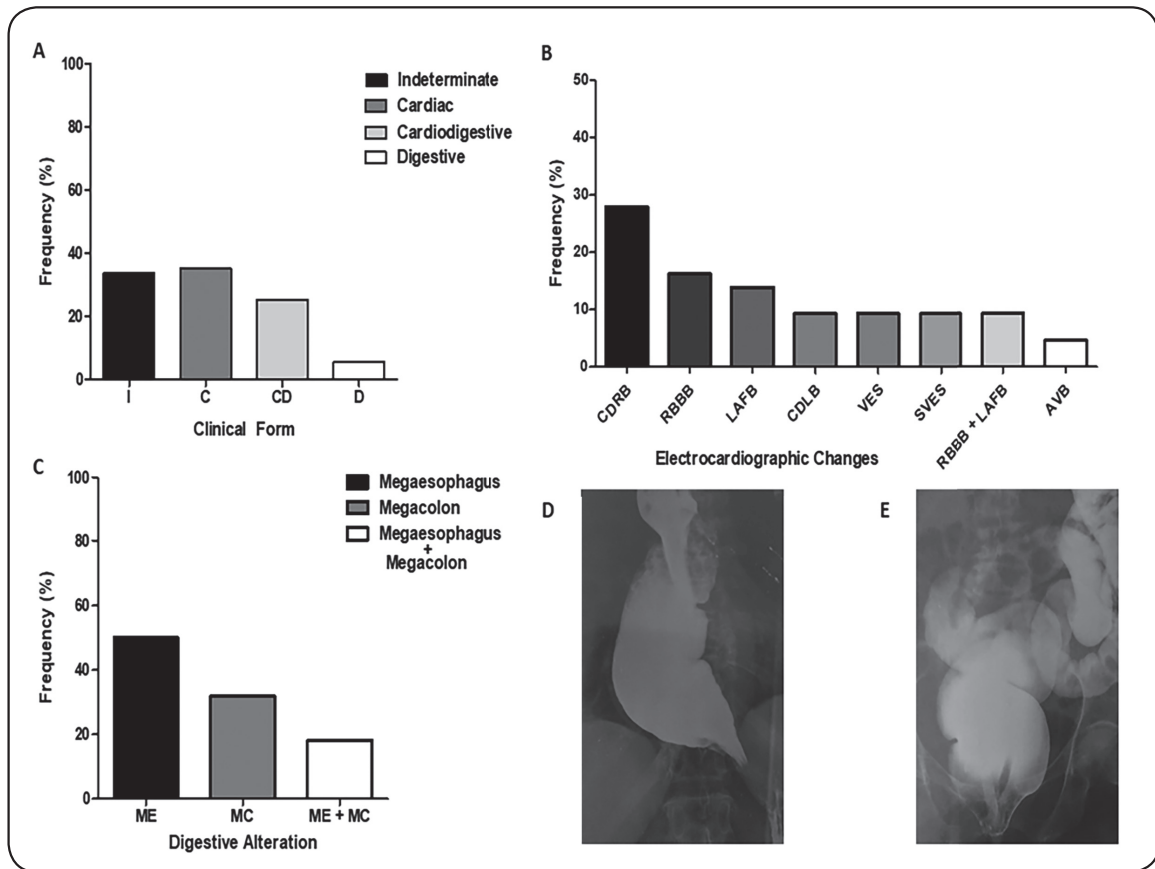 A
100
80
60
40
20
0
Frequency (%)
Indeterminate
Cardiac
Cardiodigestive
Digestive
I C CD D
Clinical Form
B
50
40
30
20
10
0
Frequency (%)
CDRB
RBBB
LAFB
CDLB
VES
SVES
RBBB + LAFB
AVB
Electrocardiographic Changes
C
100
80
60
40
20
0
Frequency (%)
Megaesophagus
Megacolon
Megaesophagus
+
Megacolon
ME MC ME + MC
Digestive Alteration
D
E